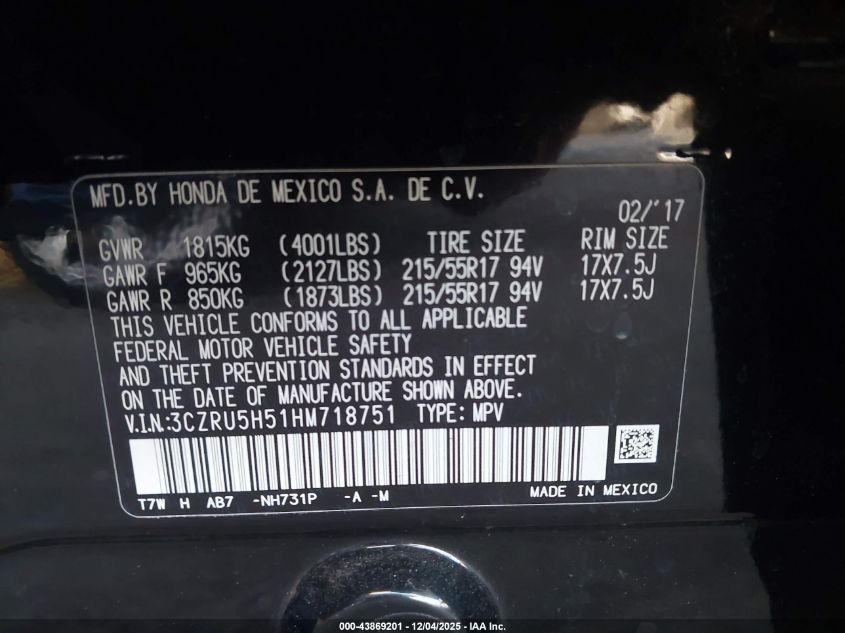 MFD.BY HONDA DE MEXICO S.A. DE C.V.
02/'17
GVWR 1815KG (4001LBS) TIRE SIZE RIM SIZE
GAWR F 965KG (2127LBS) 215/55R17 94V 17X7.5J
GAWR R 850KG (1873LBS) 215/55R17 94V 17X7.5J
THIS VEHICLE CONFORMS TO ALL APPLICABLE
FEDERAL MOTOR VEHICLE SAFETY
AND THEFT PREVENTION STANDARDS IN EFFECT
ON THE DATE OF MANUFACTURE SHOWN ABOVE.
V.I.N:3CZRU5H51HM718751 TYPE: MPV
T7W H AB7 -NH731P -A -M MADE IN MEXICO
000-43869201 - 12/04/2025 - IAA Inc.